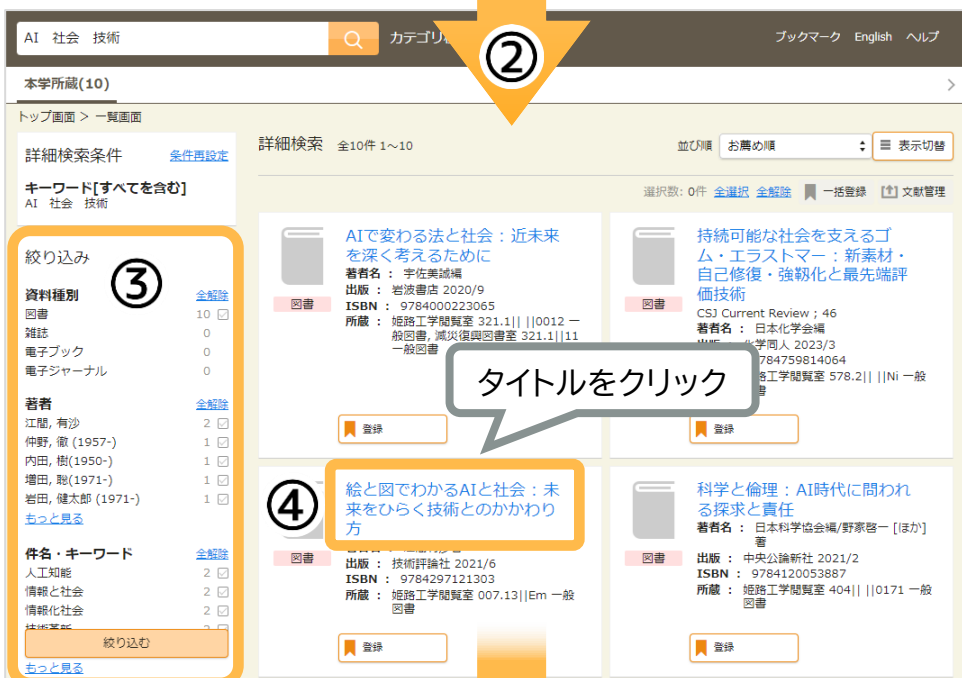 ②
AI 社会 技術
ブックマーク English ヘルプ
本学所蔵(10)
トップ画面 > 一覧画面
詳細検索条件 条件再設定
キーワード[すべてを含む]
AI 社会 技術
詳細検索 全10件 1～10
並び順 お薦め順 表示切替
選択数: 0件 全選択 全解除 一括登録 文献管理
③
絞り込み
資料種別 全解除
図書 10
雑誌 0
電子ブック 0
電子ジャーナル 0
著者 全解除
江間, 有沙 2
仲野, 徹 (1957-) 1
内田, 樹(1950-) 1
増田, 聡(1971-) 1
岩田, 健太郎 (1971-) 1
もっと見る
件名・キーワード 全解除
人工知能 2
情報と社会 2
情報化社会 2
絞り込む
もっと見る
図書
AIで変わる法と社会 : 近未来
を深く考えるために
著者名 : 宇佐美誠編
出版 : 岩波書店 2020/9
ISBN : 9784000223065
所蔵 : 姫路工学閲覧室 321.1|| ||0012 一
般図書, 減災復興図書室 321.1||11
一般図書
登録
図書
持続可能な社会を支えるゴ
ム・エラストマー : 新素材・
自己修復・強靱化と最先端評
価技術
CSJ Current Review ; 46
著者名 : 日本化学会編
化学同人 2023/3
784759814064
578.2|| ||Ni 一般
登録
タイトルをクリック
④
図書
絵と図でわかるAIと社会 : 未
来をひらく技術とのかかわり
方
出版 : 技術評論社 2021/6
ISBN : 9784297121303
所蔵 : 姫路工学閲覧室 007.13||Em 一般
図書
登録
図書
科学と倫理 : AI時代に問われ
る探求と責任
著者名 : 日本科学協会編/野家啓一 [ほか]
著
出版 : 中央公論新社 2021/2
ISBN : 9784120053887
所蔵 : 姫路工学閲覧室 404|| ||0171 一般
図書
登録